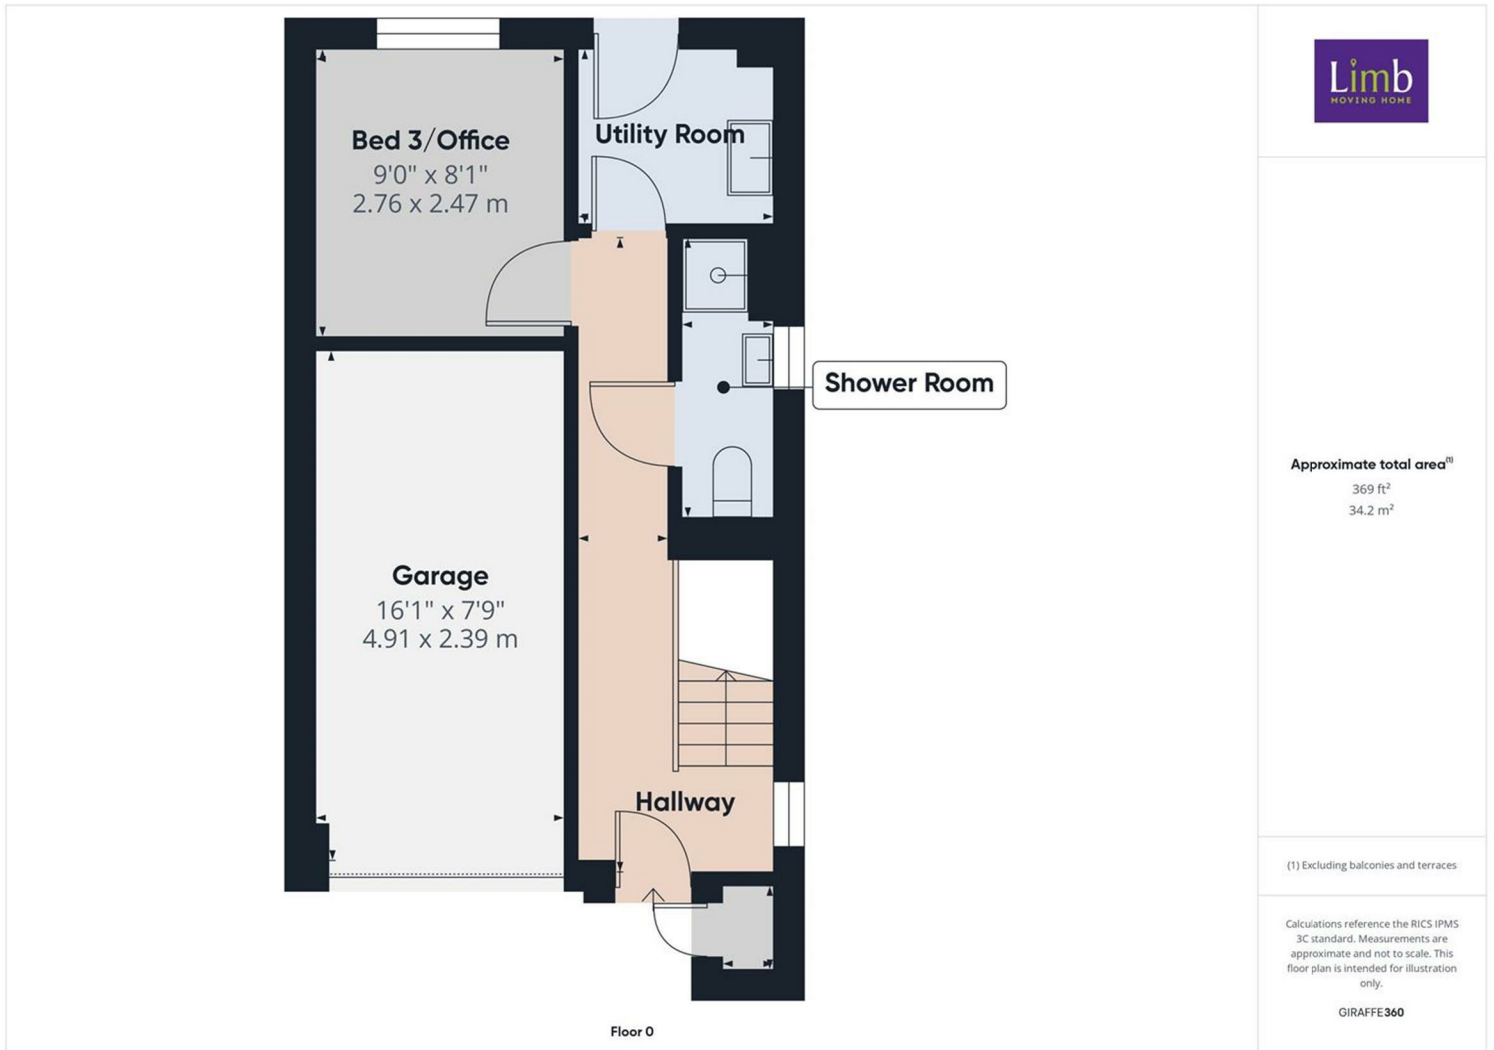 Bed 3/Office
9'0" x 8'1"
2.76 x 2.47 m
Utility Room
Shower Room
Garage
16'1" x 7'9"
4.91 x 2.39 m
Hallway
Floor 0
Limb
MOVING HOME
Approximate total area(1)
369 ft²
34.2 m²
(1) Excluding balconies and terraces
Calculations reference the RICS IPMS
3C standard. Measurements are
approximate and not to scale. This
floor plan is intended for illustration
only.
GIRAFFE360